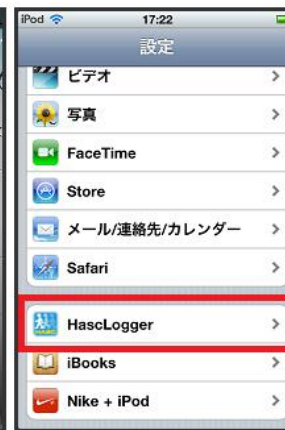 iPod 17:22
設定
ビデオ
写真
FaceTime
Store
メール/連絡先/カレンダー
Safari
HascLogger
iBooks
Nike + iPod